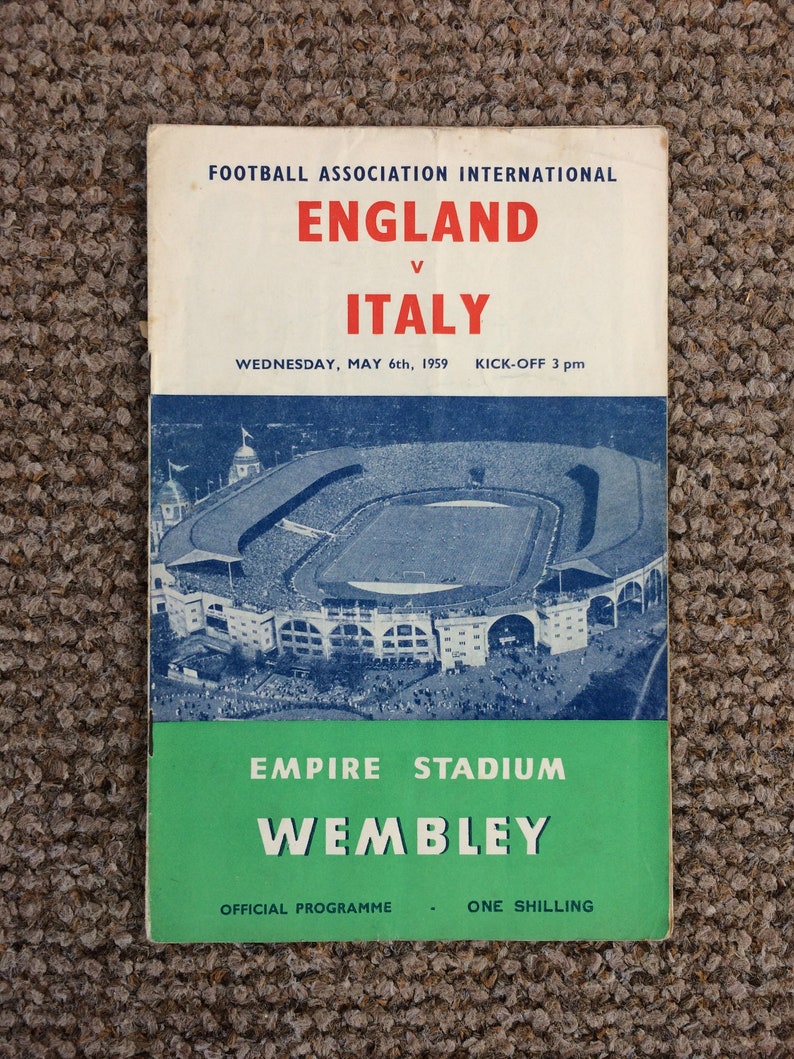 FOOTBALL ASSOCIATION INTERNATIONAL
ENGLAND
v
ITALY
WEDNESDAY, MAY 6th, 1959 KICK-OFF 3 pm
EMPIRE STADIUM
WEMBLEY
OFFICIAL PROGRAMME - ONE SHILLING